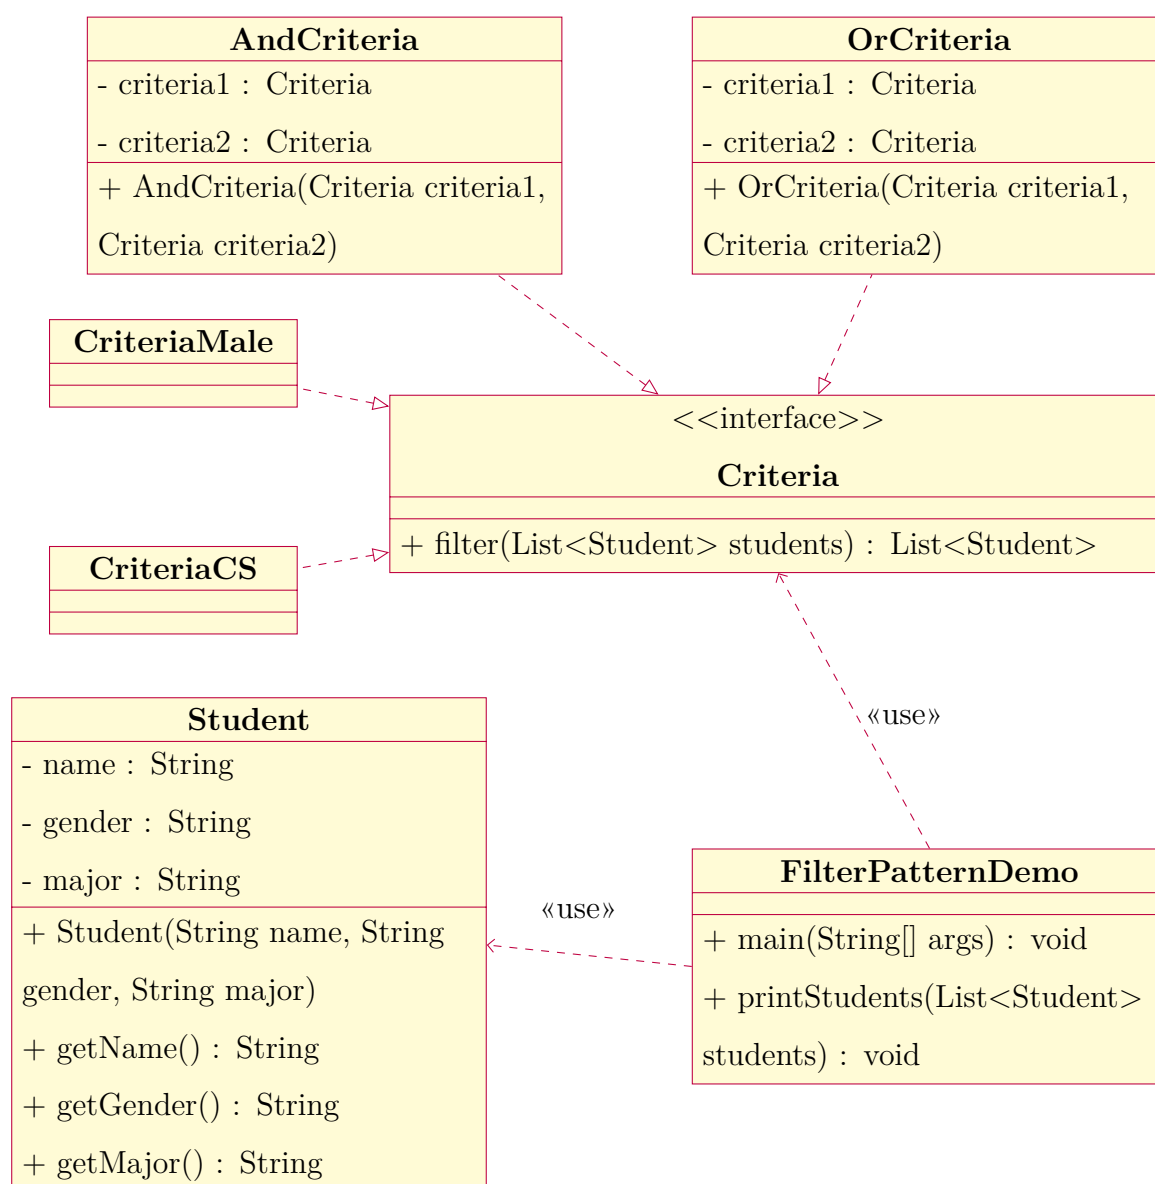 AndCriteria
- criteria1 : Criteria
- criteria2 : Criteria
+ AndCriteria(Criteria criteria1,
Criteria criteria2)
OrCriteria
- criteria1 : Criteria
- criteria2 : Criteria
+ OrCriteria(Criteria criteria1,
Criteria criteria2)
CriteriaMale
<<interface>>
Criteria
+ filter(List<Student> students) : List<Student>
CriteriaCS
«use»
Student
- name : String
- gender : String
- major : String
+ Student(String name, String
gender, String major)
+ getName() : String
+ getGender() : String
+ getMajor() : String
«use»
FilterPatternDemo
+ main(String[] args) : void
+ printStudents(List<Student>
students) : void